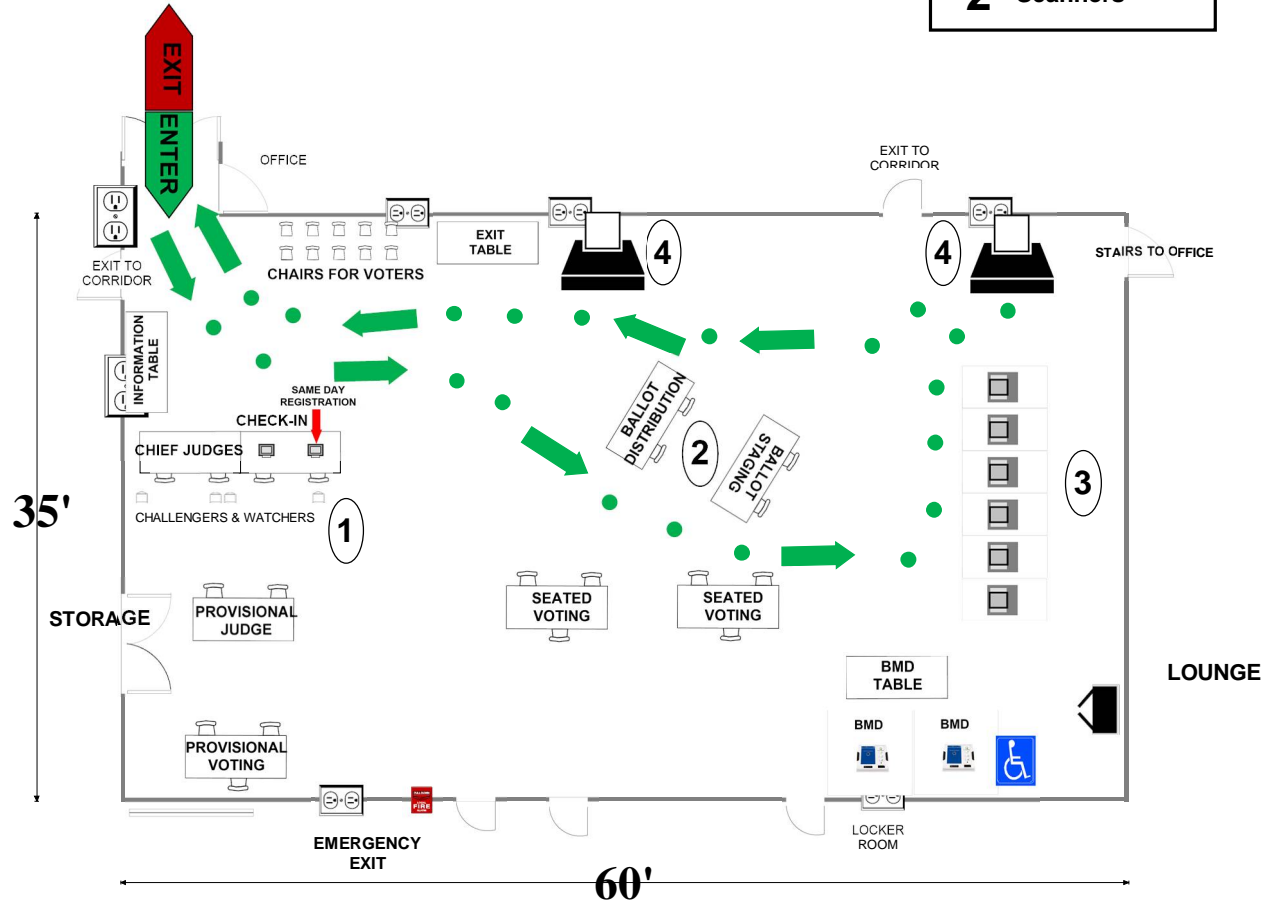 2 Scanners
EXIT
ENTER
OFFICE
EXIT TO
CORRIDOR
EXIT
TABLE
4
4
EXIT TO
CORRIDOR
CHAIRS FOR VOTERS
STAIRS TO OFFICE
INFORMATION
TABLE
SAME DAY
REGISTRATION
CHECK-IN
CHIEF JUDGES
BALLOT
DISTRIBUTION
2
BALLOT
STAGING
3
35'
CHALLENGERS & WATCHERS
1
STORAGE
PROVISIONAL
JUDGE
SEATED
VOTING
SEATED
VOTING
BMD
TABLE
LOUNGE
PROVISIONAL
VOTING
BMD
BMD
FIRE
EMERGENCY
EXIT
LOCKER
ROOM
60'